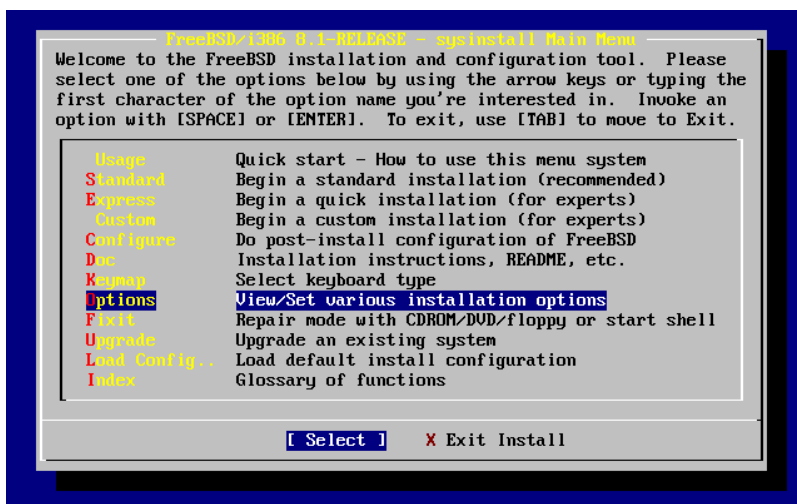 FreeBSD/i386 8.1-RELEASE - sysinstall Main Menu
Welcome to the FreeBSD installation and configuration tool. Please
select one of the options below by using the arrow keys or typing the
first character of the option name you're interested in. Invoke an
option with [SPACE] or [ENTER]. To exit, use [TAB] to move to Exit.
Usage Quick start - How to use this menu system
Standard Begin a standard installation (recommended)
Express Begin a quick installation (for experts)
Custom Begin a custom installation (for experts)
Configure Do post-install configuration of FreeBSD
Doc Installation instructions, README, etc.
Keymap Select keyboard type
Options View/Set various installation options
Fixit Repair mode with CDROM/DVD/floppy or start shell
Upgrade Upgrade an existing system
Load Config.. Load default install configuration
Index Glossary of functions
[ Select ] X Exit Install